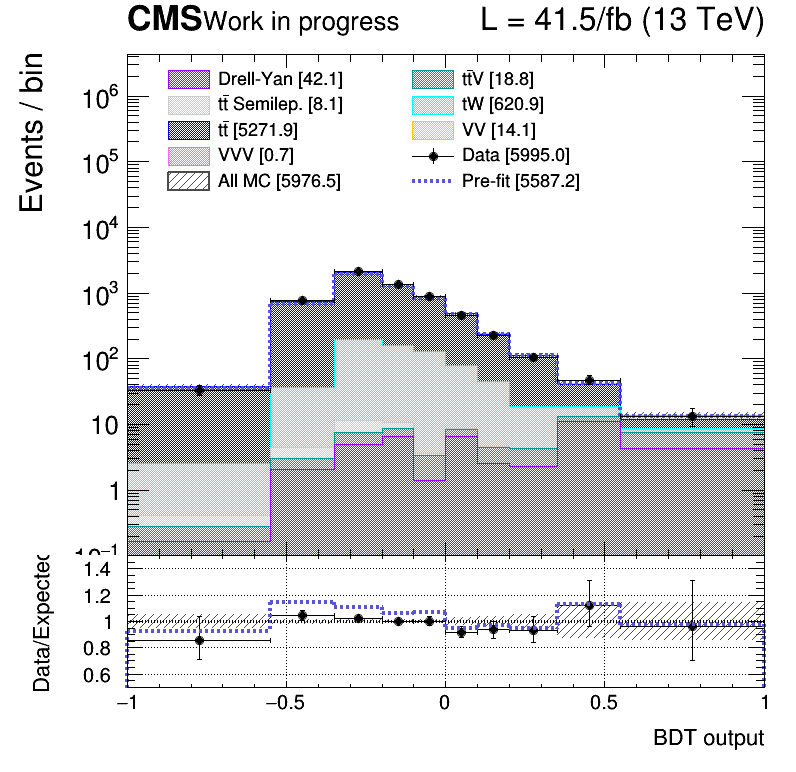 CMS Work in progress L = 41.5/fb (13 TeV)
Events / bin
Drell-Yan [42.1] tt̄V [18.8]
tt̄ Semilep. [8.1] tW [620.9]
tt̄ [5271.9] VV [14.1]
VVV [0.7] Data [5995.0]
All MC [5976.5] Pre-fit [5587.2]
10⁶
10⁵
10⁴
10³
10²
10
1
10⁻¹
Data/Expected
1.4
1.2
1
0.8
0.6
−1 −0.5 0 0.5 1
BDT output